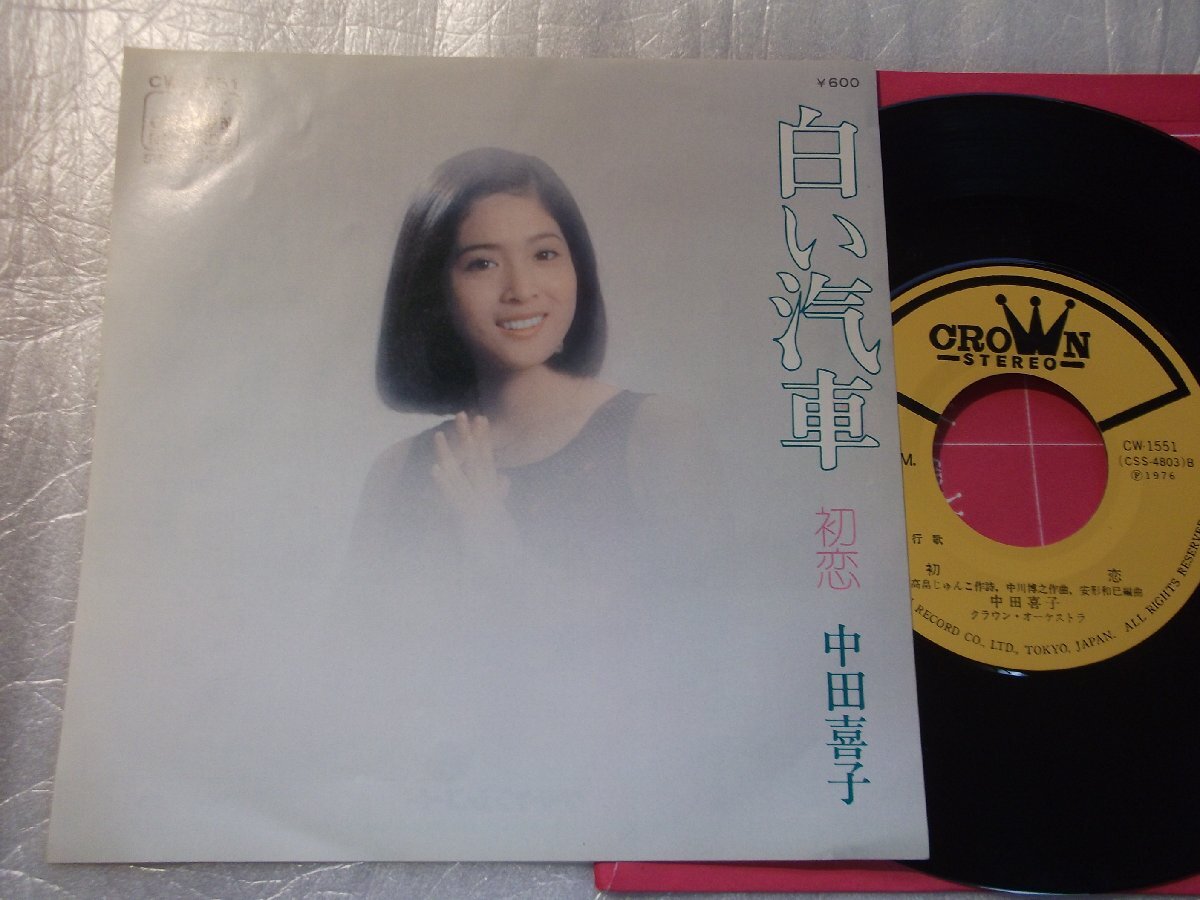 ¥600
白い汽車
初恋
中田喜子
CROWN
STEREO
CW-1551
(CSS-4803)B
Ⓟ1976
M.
行歌
初恋
高畠じゅんこ作詩、中川博之作曲、安形和巳編曲
中田喜子
クラウン・オーケストラ
RECORD CO., LTD., TOKYO, JAPAN. ALL RIGHTS RESERVE